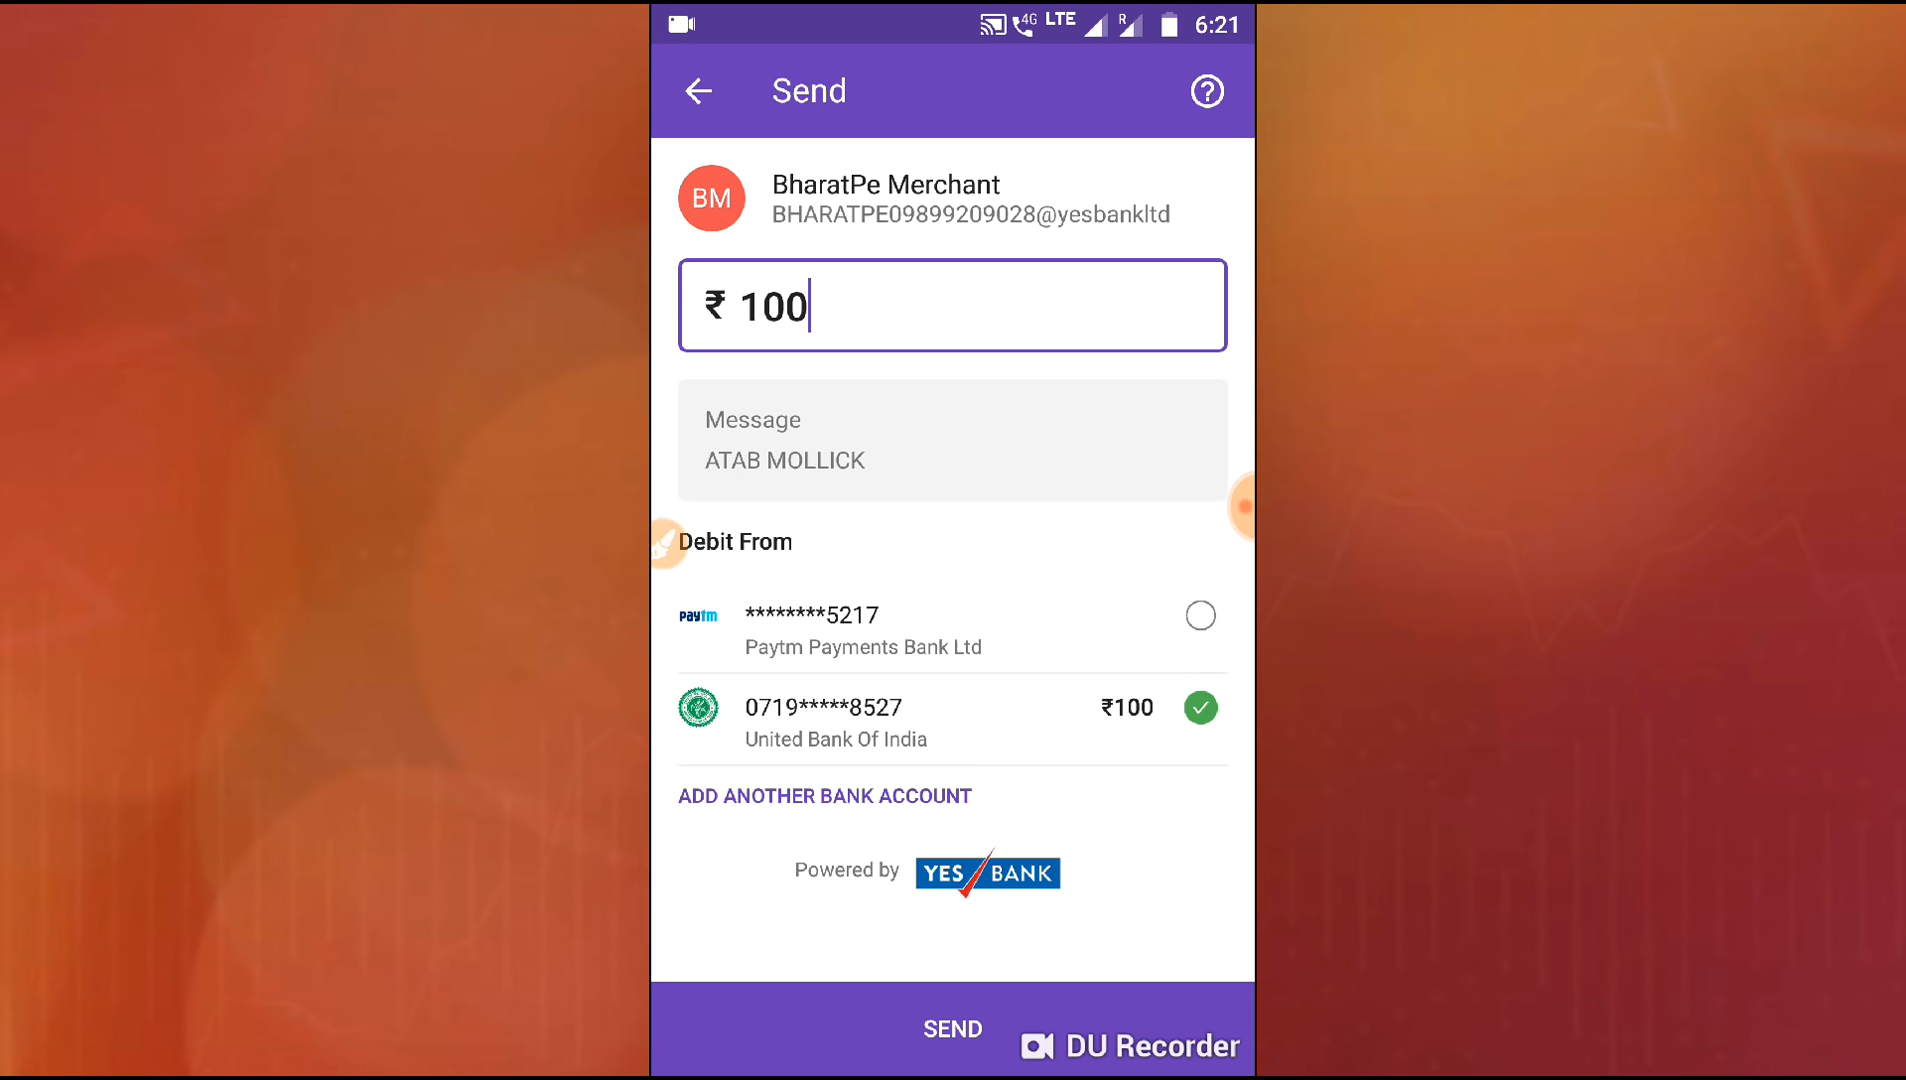 4G LTE R 6:21
Send
BM
BharatPe Merchant
BHARATPE09899209028@yesbankltd
₹ 100
Message
ATAB MOLLICK
Debit From
paytm ********5217
Paytm Payments Bank Ltd
0719*****8527 ₹100
United Bank Of India
ADD ANOTHER BANK ACCOUNT
Powered by YES BANK
SEND
DU Recorder